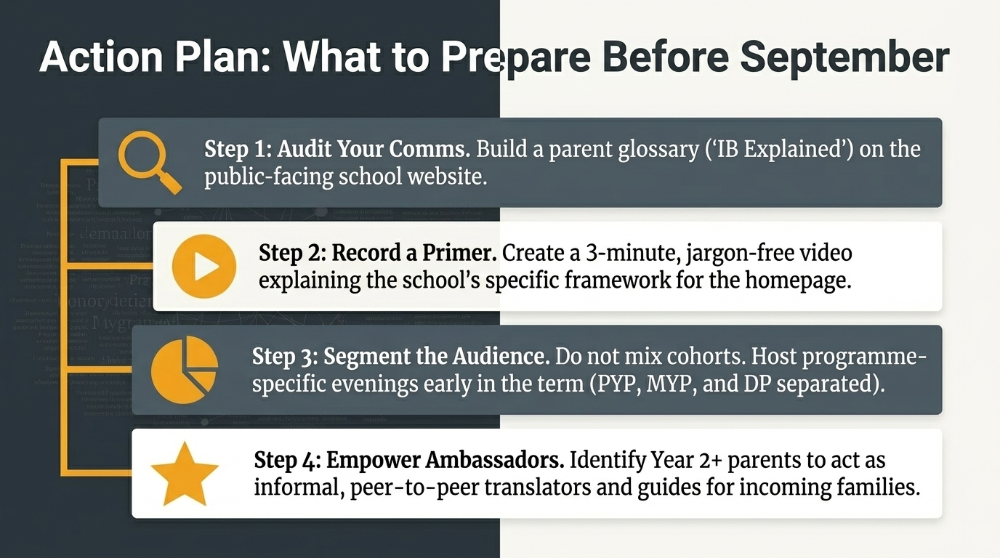 Action Plan: What to Prepare Before September
Step 1: Audit Your Comms. Build a parent glossary (‘IB Explained’) on the
public-facing school website.
Step 2: Record a Primer. Create a 3-minute, jargon-free video
explaining the school’s specific framework for the homepage.
Step 3: Segment the Audience. Do not mix cohorts. Host programme-
specific evenings early in the term (PYP, MYP, and DP separated).
Step 4: Empower Ambassadors. Identify Year 2+ parents to act as
informal, peer-to-peer translators and guides for incoming families.